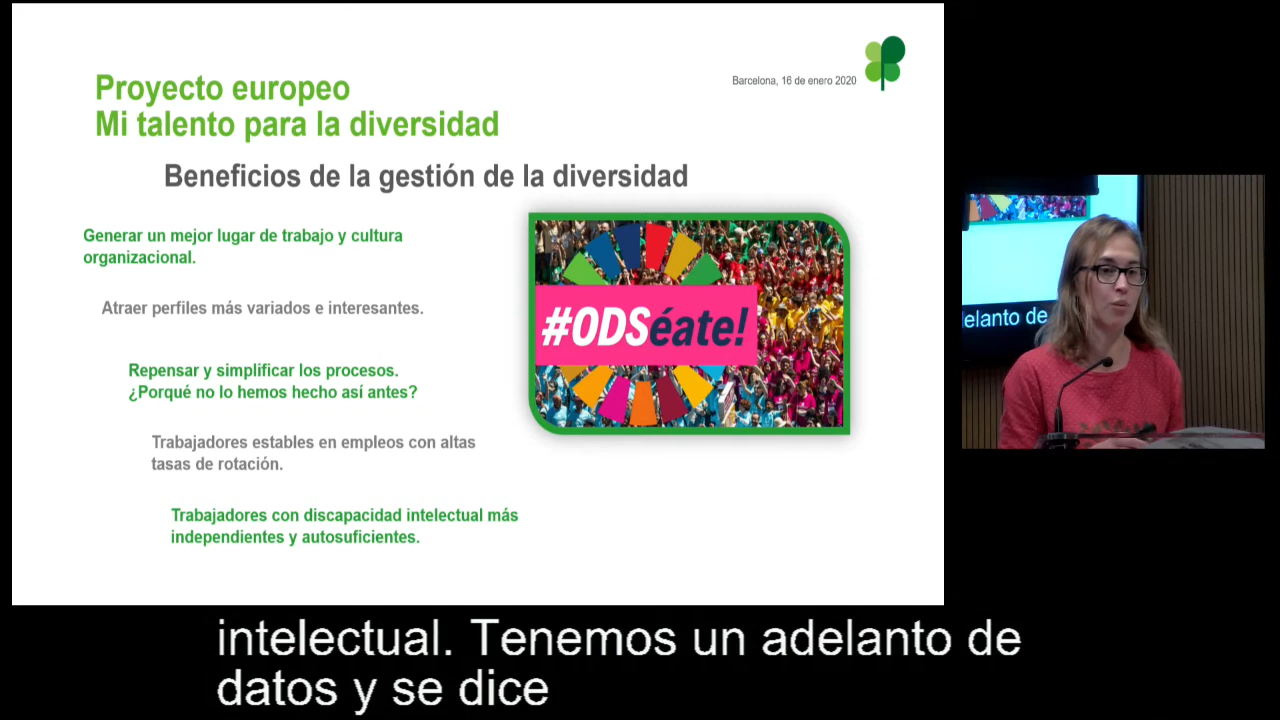 Barcelona, 16 de enero 2020
Proyecto europeo
Mi talento para la diversidad
Beneficios de la gestión de la diversidad
Generar un mejor lugar de trabajo y cultura
organizacional.
Atraer perfiles más variados e interesantes.
Repensar y simplificar los procesos.
¿Porqué no lo hemos hecho así antes?
Trabajadores estables en empleos con altas
tasas de rotación.
Trabajadores con discapacidad intelectual más
independientes y autosuficientes.
#ODSéate!
elanto de
intelectual. Tenemos un adelanto de
datos y se dice